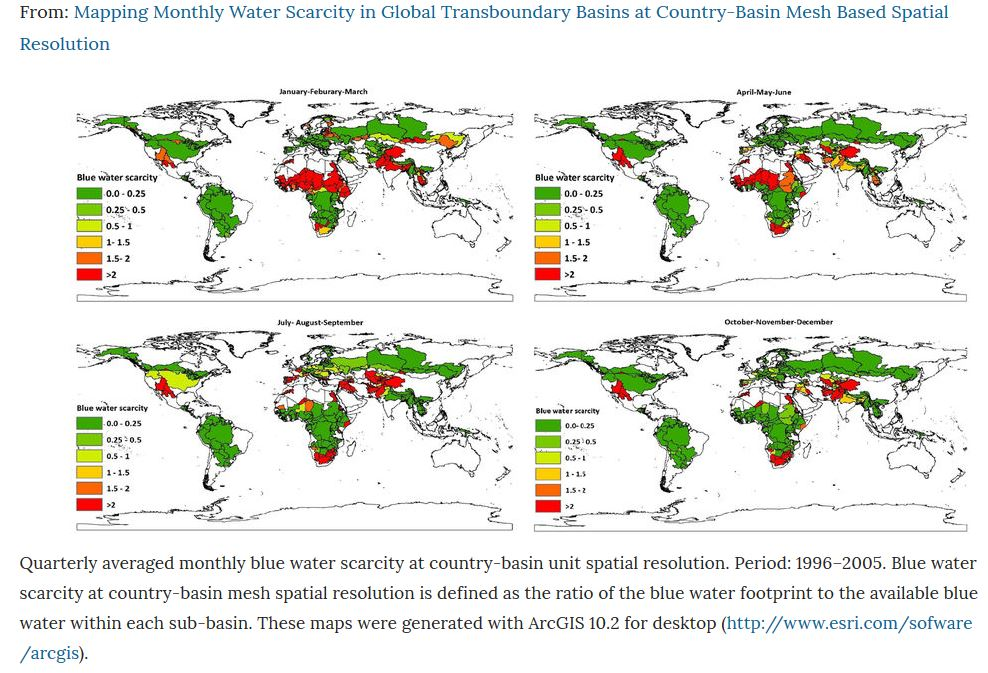 From: Mapping Monthly Water Scarcity in Global Transboundary Basins at Country-Basin Mesh Based Spatial
Resolution
January-Feburary-March
Blue water scarcity
0.0 - 0.25
0.25 - 0.5
0.5 - 1
1- 1.5
1.5- 2
>2
April-May-June
Blue water scarcity
0.0 - 0.25
0.25- 0.5
0.5 - 1
1 - 1.5
1.5- 2
>2
July- August-September
Blue water scarcity
0.0 - 0.25
0.25 - 0.5
0.5 - 1
1 - 1.5
1.5 - 2
>2
October-November-December
Blue water scarcity
0.0- 0.25
0.25 - 0.5
0.5 - 1
1 - 1.5
1.5 - 2
>2
Quarterly averaged monthly blue water scarcity at country-basin unit spatial resolution. Period: 1996–2005. Blue water
scarcity at country-basin mesh spatial resolution is defined as the ratio of the blue water footprint to the available blue
water within each sub-basin. These maps were generated with ArcGIS 10.2 for desktop (http://www.esri.com/sofware
/arcgis).